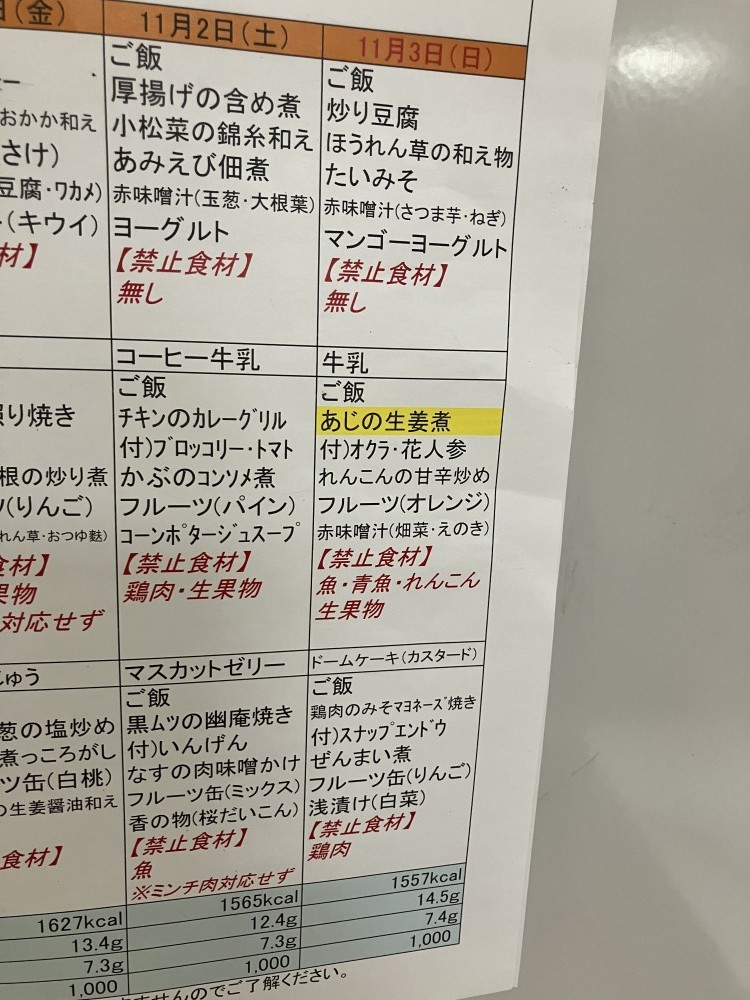 (金)
ー
おかか和え
さけ)
豆腐・ワカメ)
(キウイ)
材】
り焼き
根の炒り煮
(りんご)
れん草・おつゆ麩)
食材】
果物
対応せず
じゅう
葱の塩炒め
煮っころがし
ツ缶(白桃)
の生姜醤油和え
食材】
1627kcal
13.4g
7.3g
1,000
11月2日(土)
ご飯
厚揚げの含め煮
小松菜の錦糸和え
あみえび佃煮
赤味噌汁(玉葱・大根葉)
ヨーグルト
【禁止食材】
無し
コーヒー牛乳
ご飯
チキンのカレーグリル
付)ブロッコリー・トマト
かぶのコンソメ煮
フルーツ(パイン)
コーンポタージュスープ
【禁止食材】
鶏肉・生果物
マスカットゼリー
ご飯
黒ムツの幽庵焼き
付)いんげん
なすの肉味噌かけ
フルーツ缶(ミックス)
香の物(桜だいこん)
【禁止食材】
魚
※ミンチ肉対応せず
1565kcal
12.4g
7.3g
1,000
11月3日(日)
ご飯
炒り豆腐
ほうれん草の和え物
たいみそ
赤味噌汁(さつま芋・ねぎ)
マンゴーヨーグルト
【禁止食材】
無し
牛乳
ご飯
あじの生姜煮
付)オクラ・花人参
れんこんの甘辛炒め
フルーツ(オレンジ)
赤味噌汁(畑菜・えのき)
【禁止食材】
魚・青魚・れんこん
生果物
ドームケーキ(カスタード)
ご飯
鶏肉のみそマヨネーズ焼き
付)スナップエンドウ
ぜんまい煮
フルーツ缶(りんご)
浅漬け(白菜)
【禁止食材】
鶏肉
1557kcal
14.5g
7.4g
1,000
ませんのでご了解ください。